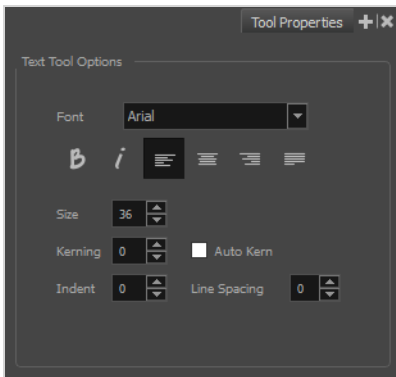 Tool Properties
Text Tool Options
Font Arial
B i
Size 36
Kerning 0 Auto Kern
Indent 0 Line Spacing 0